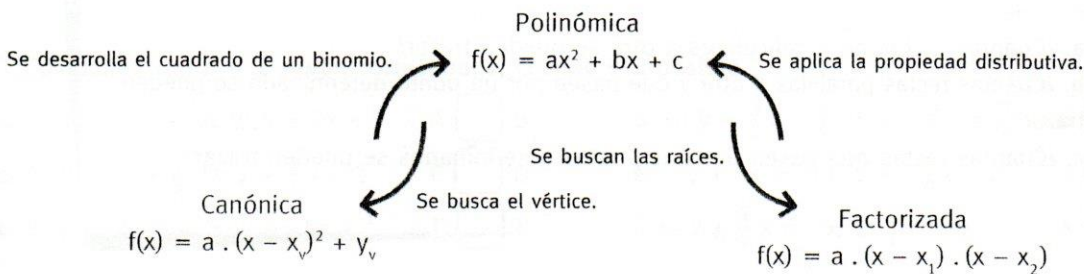 Polinómica
Se desarrolla el cuadrado de un binomio.
f(x) = ax² + bx + c
Se aplica la propiedad distributiva.
Se buscan las raíces.
Se busca el vértice.
Canónica
f(x) = a . (x – xᵥ)² + yᵥ
Factorizada
f(x) = a . (x – x₁) . (x – x₂)